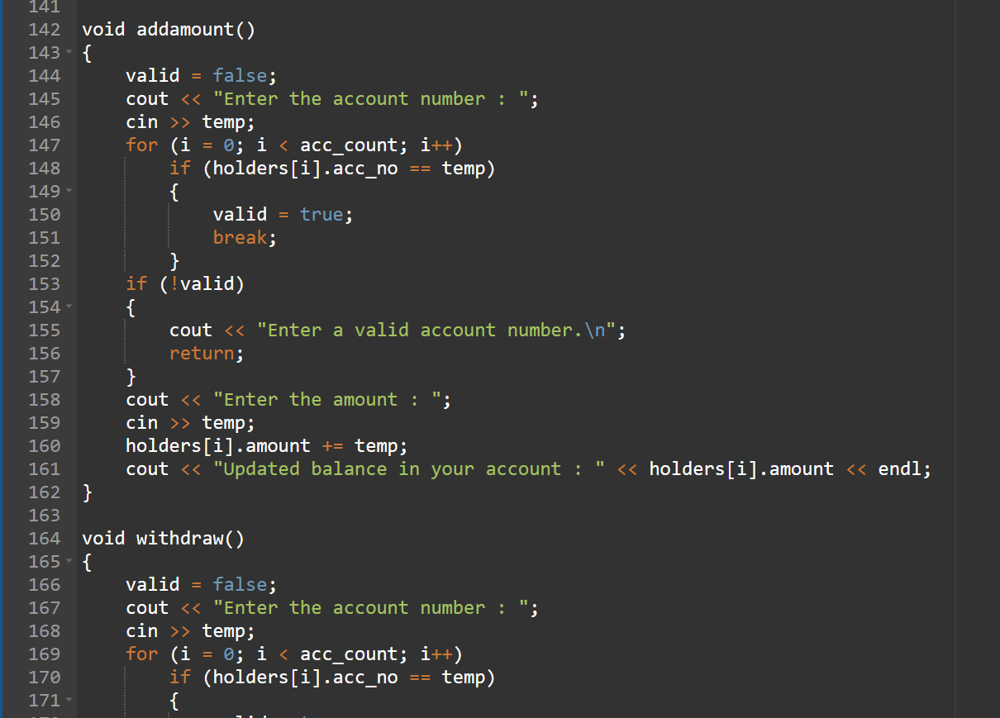 141
142 void addamount()
143 {
144     valid = false;
145     cout << "Enter the account number : ";
146     cin >> temp;
147     for (i = 0; i < acc_count; i++)
148         if (holders[i].acc_no == temp)
149         {
150             valid = true;
151             break;
152         }
153     if (!valid)
154     {
155         cout << "Enter a valid account number.\n";
156         return;
157     }
158     cout << "Enter the amount : ";
159     cin >> temp;
160     holders[i].amount += temp;
161     cout << "Updated balance in your account : " << holders[i].amount << endl;
162 }
163
164 void withdraw()
165 {
166     valid = false;
167     cout << "Enter the account number : ";
168     cin >> temp;
169     for (i = 0; i < acc_count; i++)
170         if (holders[i].acc_no == temp)
171         {